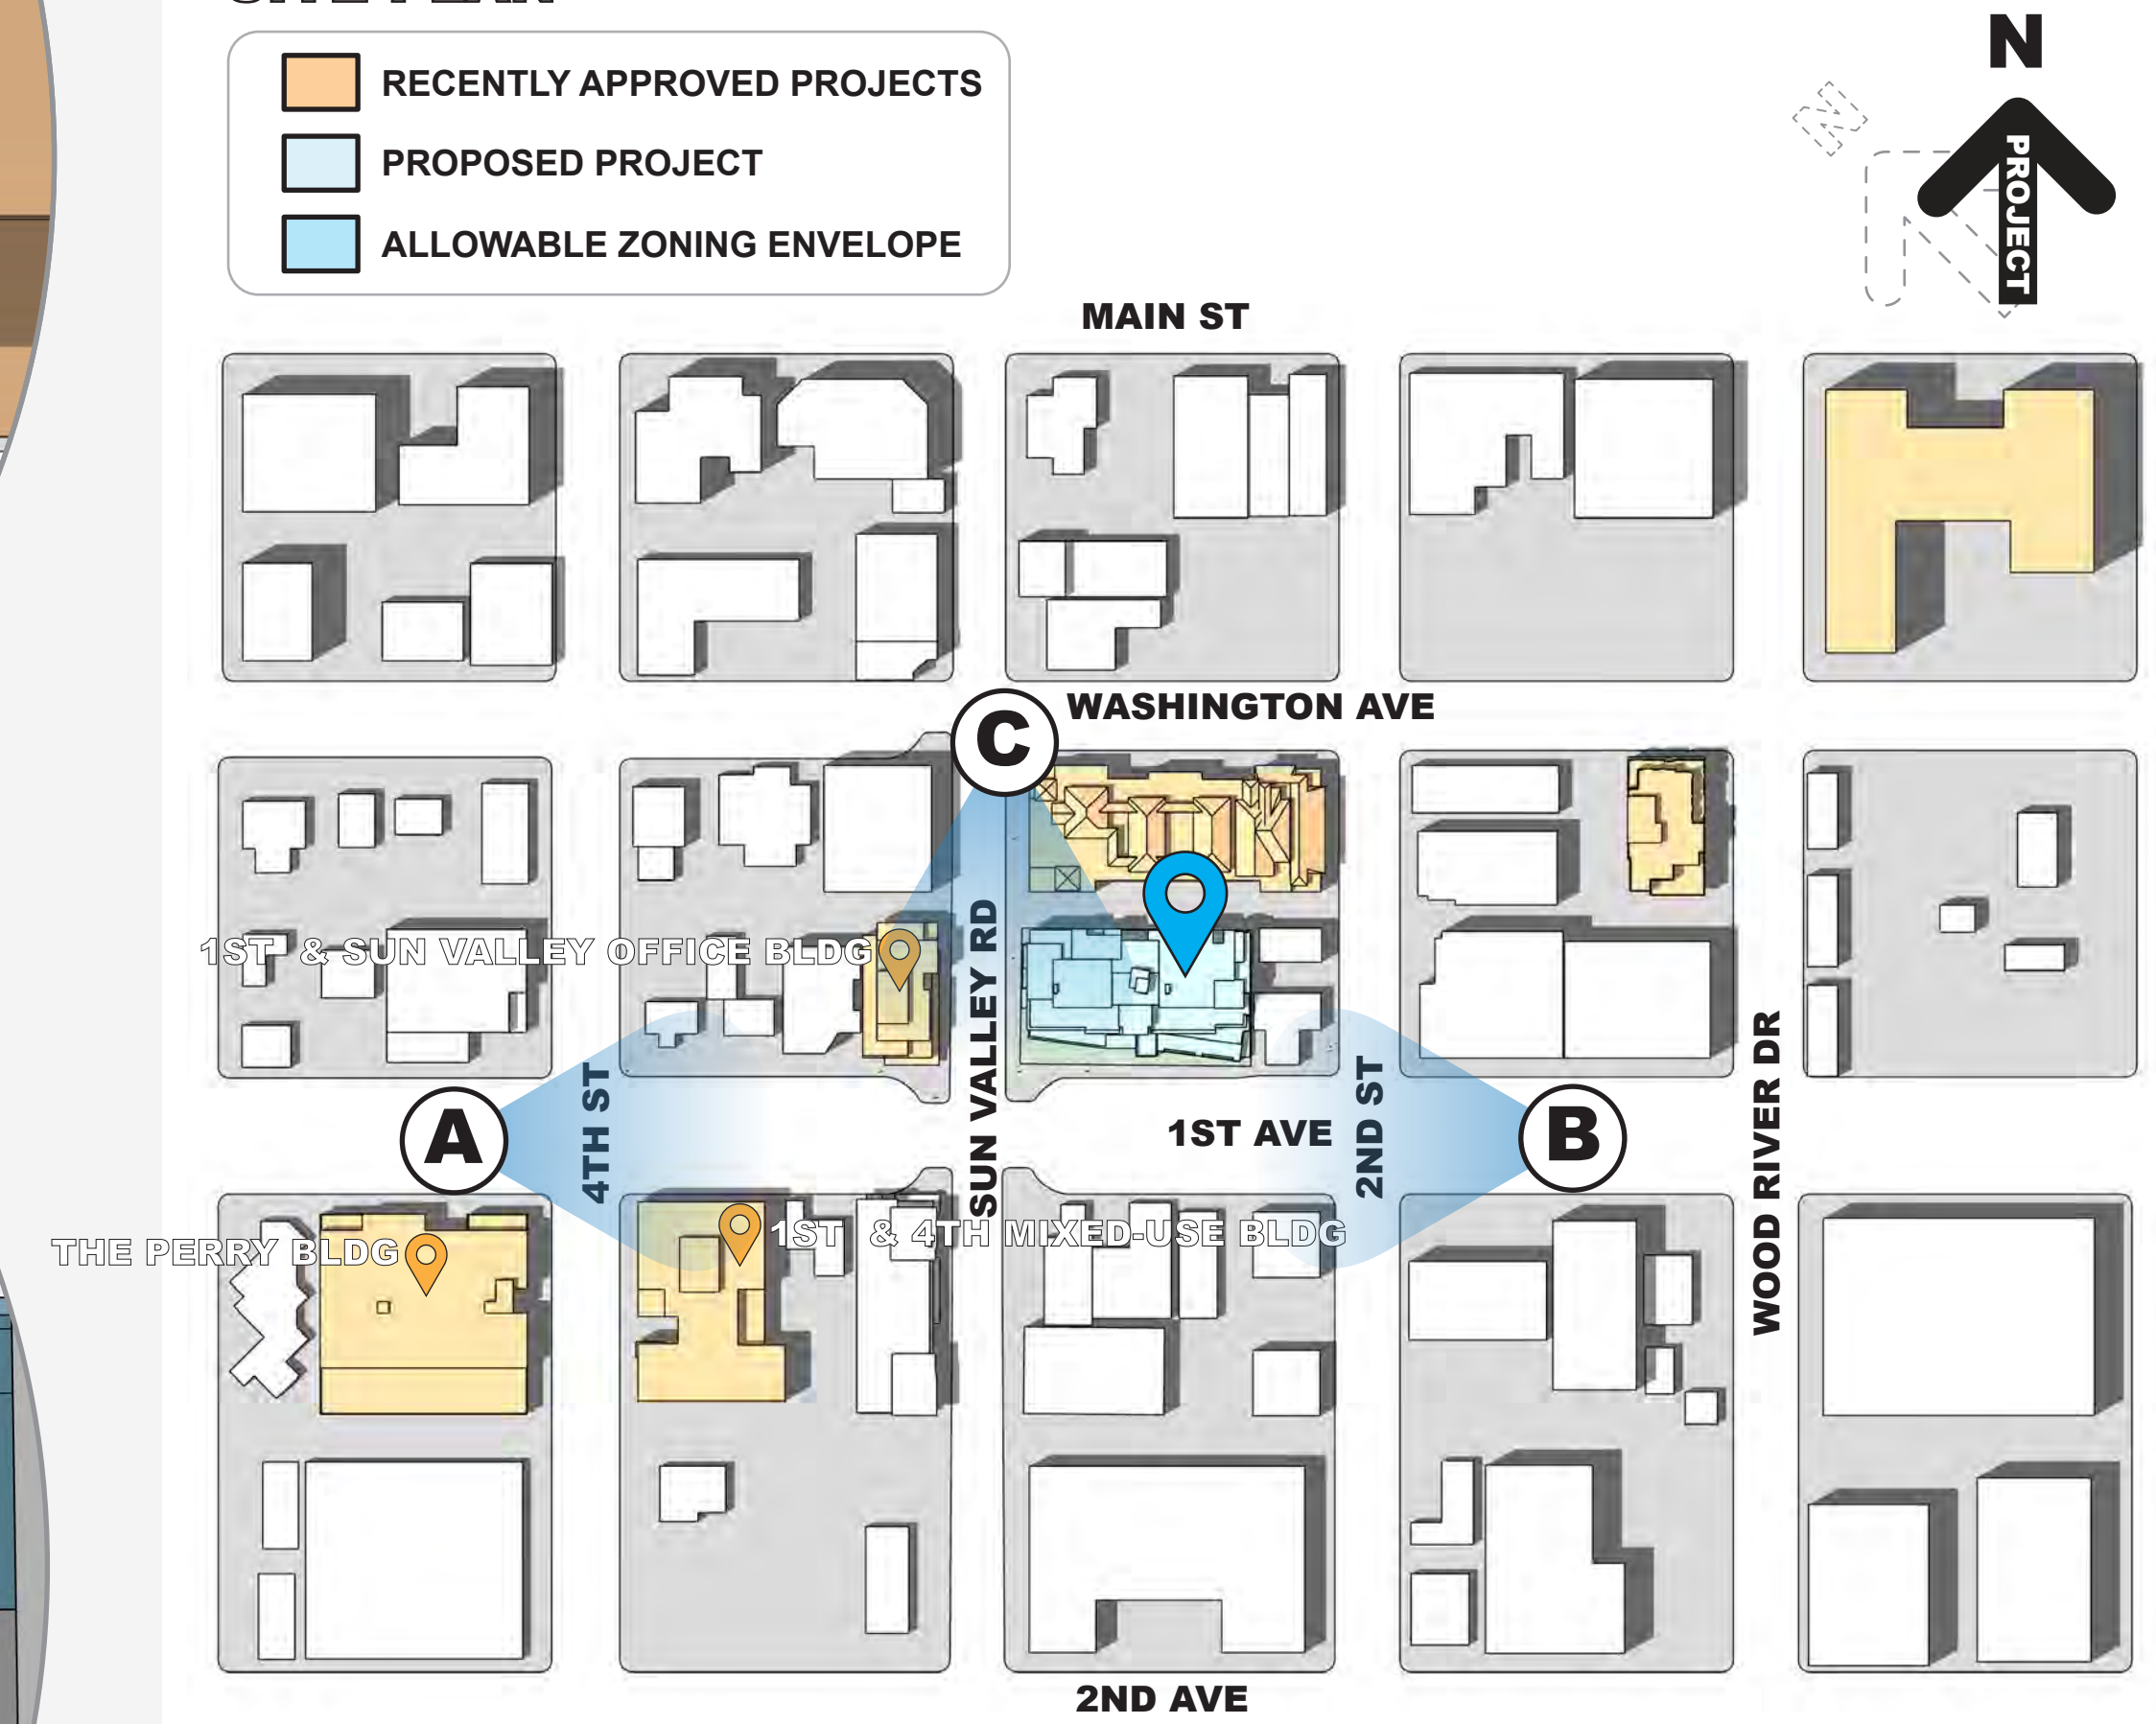 SITE PLAN
N
N
PROJECT
RECENTLY APPROVED PROJECTS
PROPOSED PROJECT
ALLOWABLE ZONING ENVELOPE
MAIN ST
WASHINGTON AVE
C
1ST & SUN VALLEY OFFICE BLDG
SUN VALLEY RD
4TH ST
2ND ST
WOOD RIVER DR
1ST AVE
A
B
THE PERRY BLDG
1ST & 4TH MIXED-USE BLDG
2ND AVE